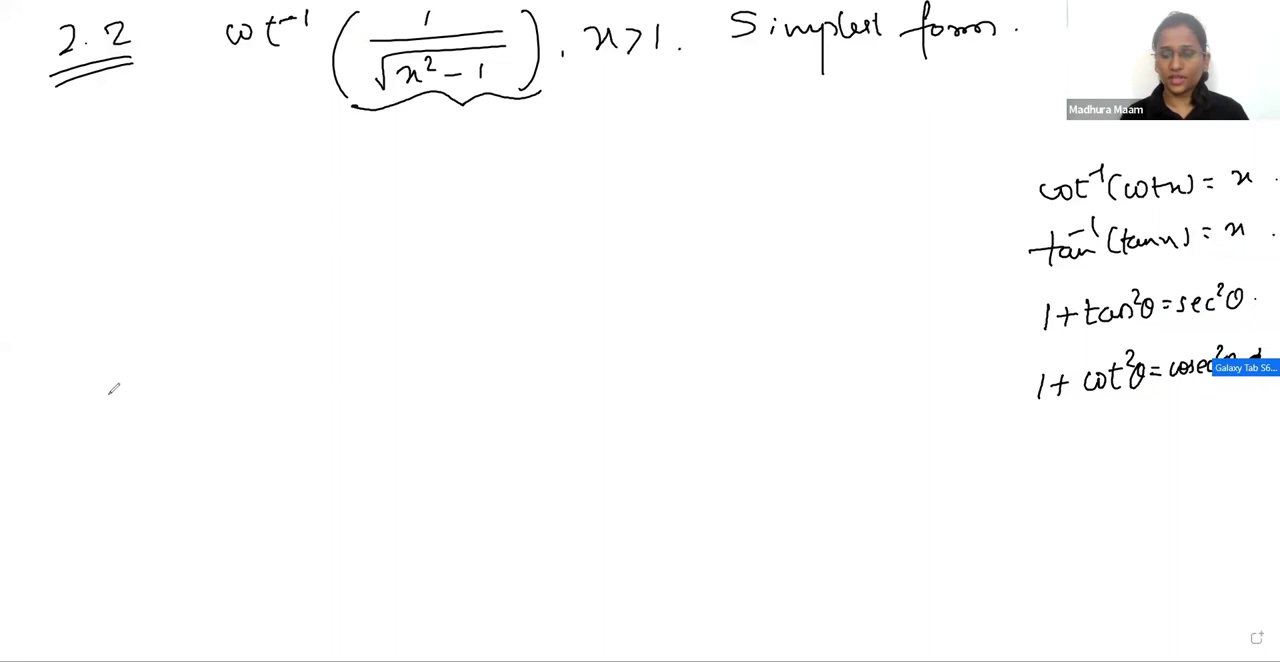 2.2 cot⁻¹ (1/√(x² - 1)), x > 1. Simplest form.
Madhura Maam
cot⁻¹(cot x) = x.
tan⁻¹(tan x) = x.
1 + tan²θ = sec²θ.
1 + cot²θ = cosec²
Galaxy Tab S6...